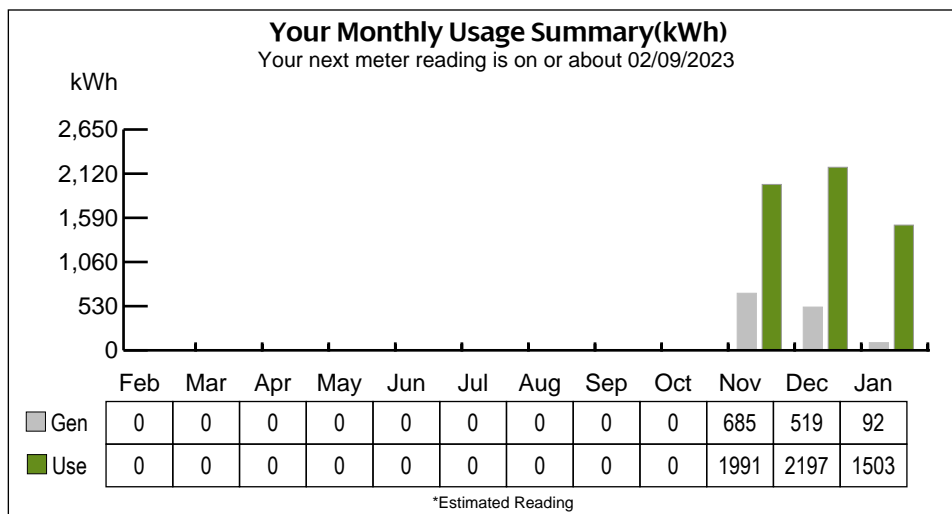 Your Monthly Usage Summary(kWh)
Your next meter reading is on or about 02/09/2023
kWh
2,650
2,120
1,590
1,060
530
0
Feb Mar Apr May Jun Jul Aug Sep Oct Nov Dec Jan
Gen 0 0 0 0 0 0 0 0 0 685 519 92
Use 0 0 0 0 0 0 0 0 0 1991 2197 1503
*Estimated Reading